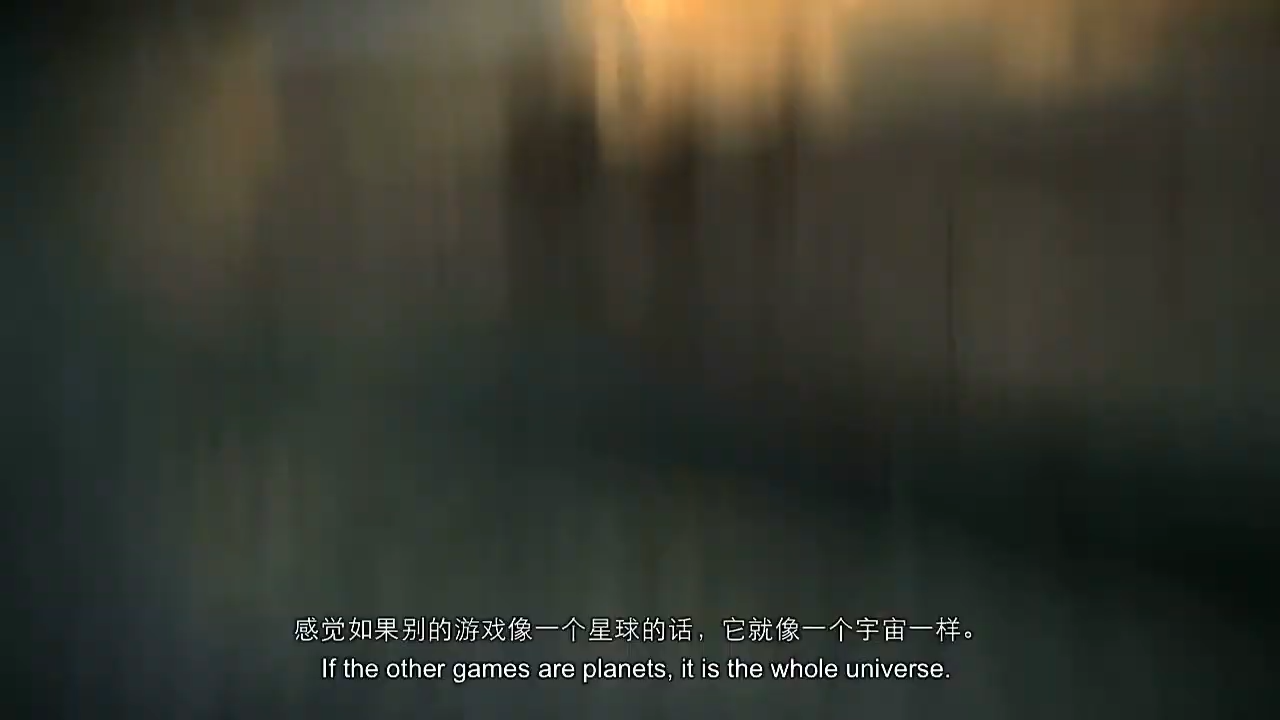 感觉如果别的游戏像一个星球的话，它就像一个宇宙一样。
If the other games are planets, it is the whole universe.